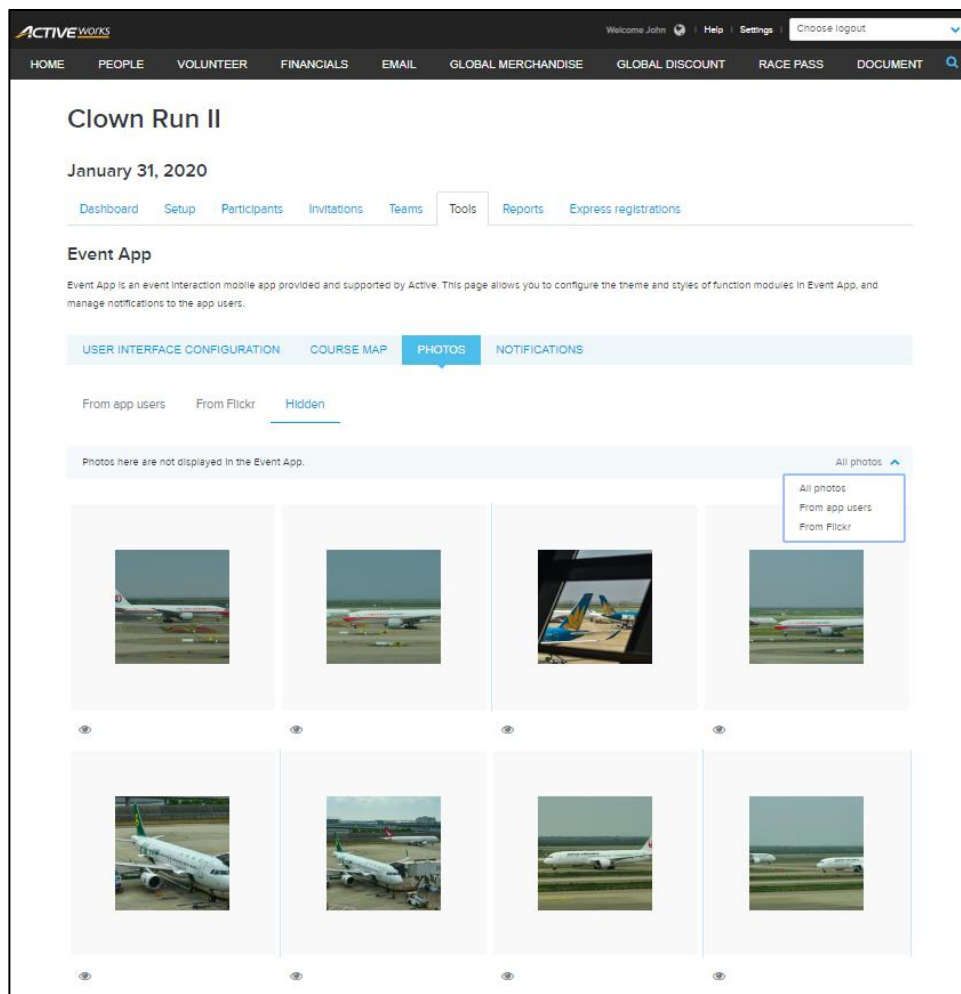 ACTIVEWORKS
Welcome John | Help | Settings | Choose logout
HOME PEOPLE VOLUNTEER FINANCIALS EMAIL GLOBAL MERCHANDISE GLOBAL DISCOUNT RACE PASS DOCUMENT
Clown Run II
January 31, 2020
Dashboard Setup Participants Invitations Teams Tools Reports Express registrations
Event App
Event App is an event interaction mobile app provided and supported by Active. This page allows you to configure the theme and styles of function modules in Event App, and
manage notifications to the app users.
USER INTERFACE CONFIGURATION COURSE MAP PHOTOS NOTIFICATIONS
From app users From Flickr Hidden
Photos here are not displayed in the Event App. All photos
All photos
From app users
From Flickr